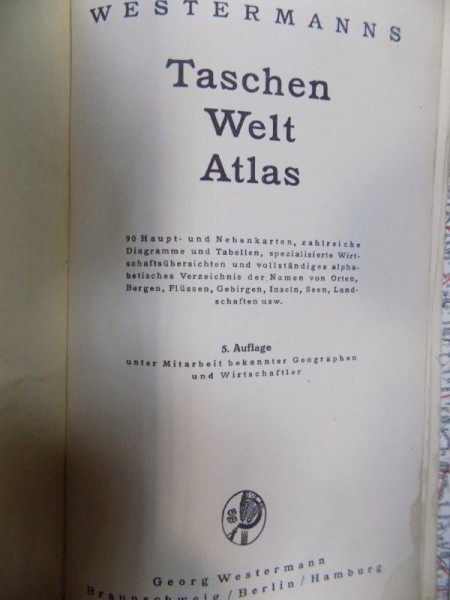 WESTERMANNS
Taschen
Welt
Atlas
90 Haupt- und Nebenkarten, zahlreiche
Diagramme und Tabellen, spezialisierte Wirt-
schaftsübersichten und vollständiges alpha-
betisches Verzeichnis der Namen von Orten,
Bergen, Flüssen, Gebirgen, Inseln, Seen, Land-
schaften usw.
5. Auflage
unter Mitarbeit bekannter Geographen
und Wirtschaftler
Georg Westermann
Braunschweig / Berlin / Hamburg